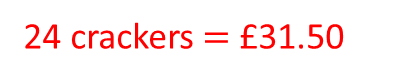 24 crackers = £31.50